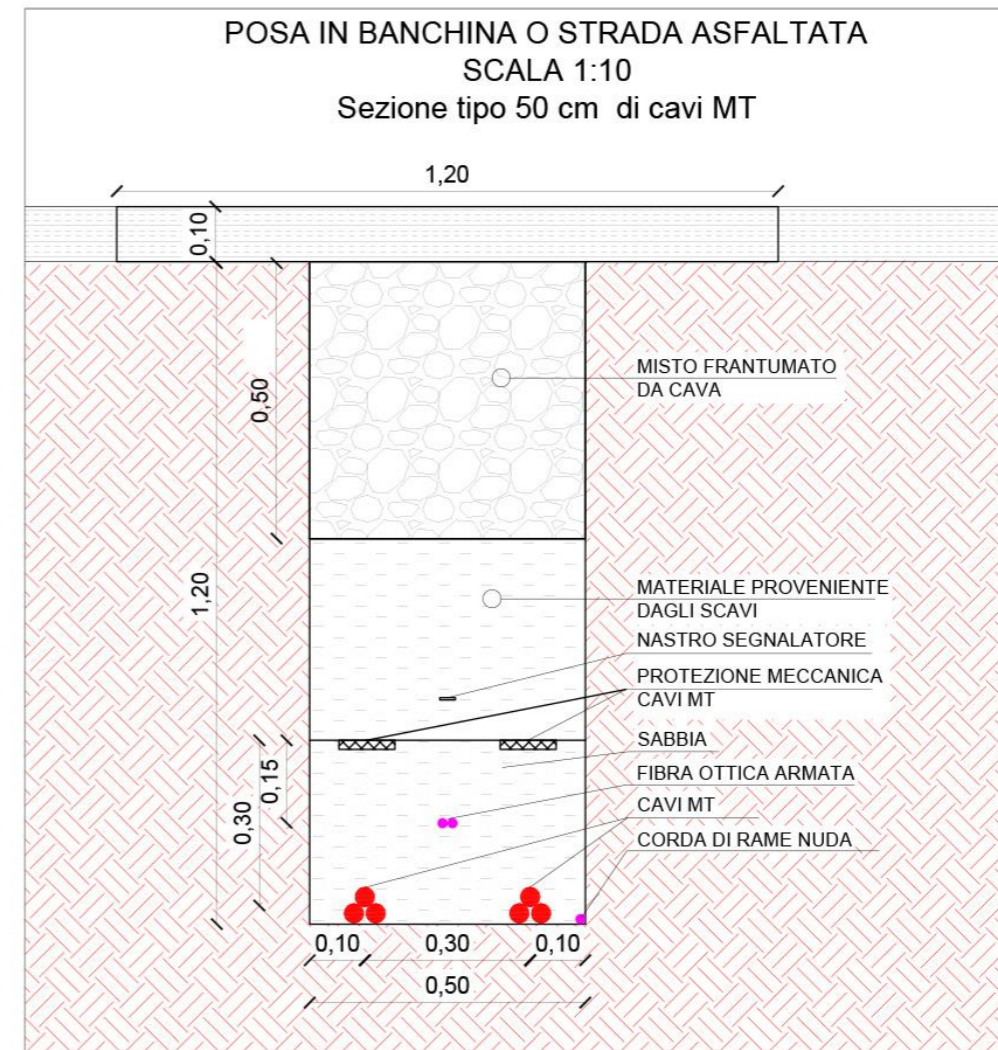 POSA IN BANCHINA O STRADA ASFALTATA
SCALA 1:10
Sezione tipo 50 cm di cavi MT
1,20
0,10
0,50
MISTO FRANTUMATO
DA CAVA
1,20
MATERIALE PROVENIENTE
DAGLI SCAVI
NASTRO SEGNALATORE
PROTEZIONE MECCANICA
CAVI MT
SABBIA
0,15
FIBRA OTTICA ARMATA
0,30
CAVI MT
CORDA DI RAME NUDA
0,10 0,30 0,10
0,50